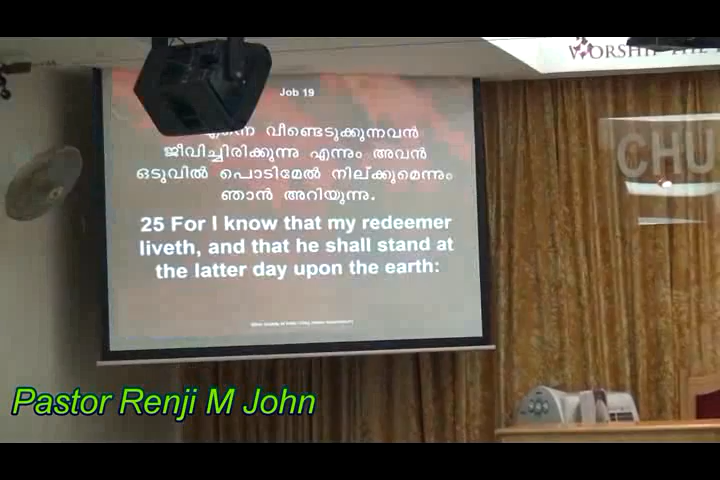 WORSHIP THE
CHU
Job 19
വീണ്ടെടുക്കുന്നവൻ
ജീവിച്ചിരിക്കുന്നു എന്നും അവൻ
ഒടുവിൽ പൊടിമേൽ നില്ക്കുമെന്നും
ഞാൻ അറിയുന്നു.
25 For I know that my redeemer
liveth, and that he shall stand at
the latter day upon the earth:
Pastor Renji M John